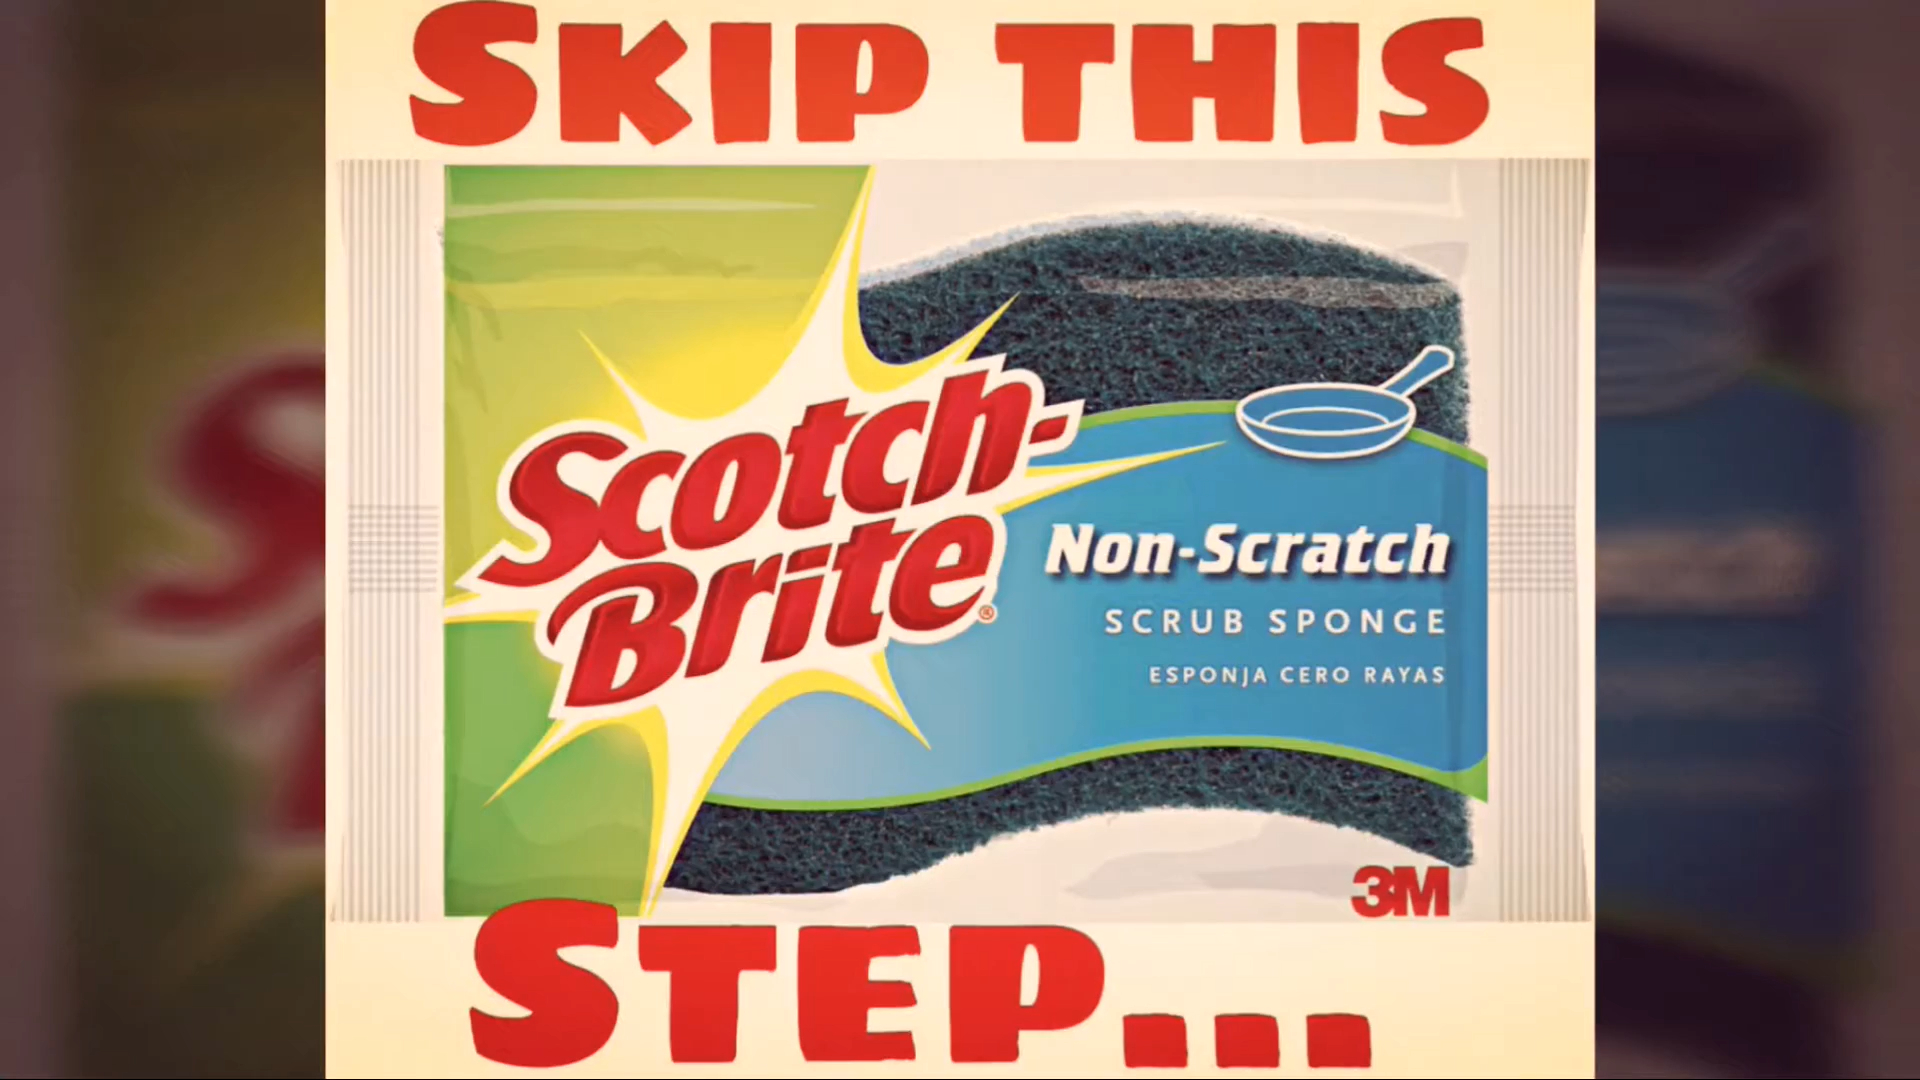 SKIP THIS
Scotch-
Brite®
Non-Scratch
SCRUB SPONGE
ESPONJA CERO RAYAS
3M
STEP...